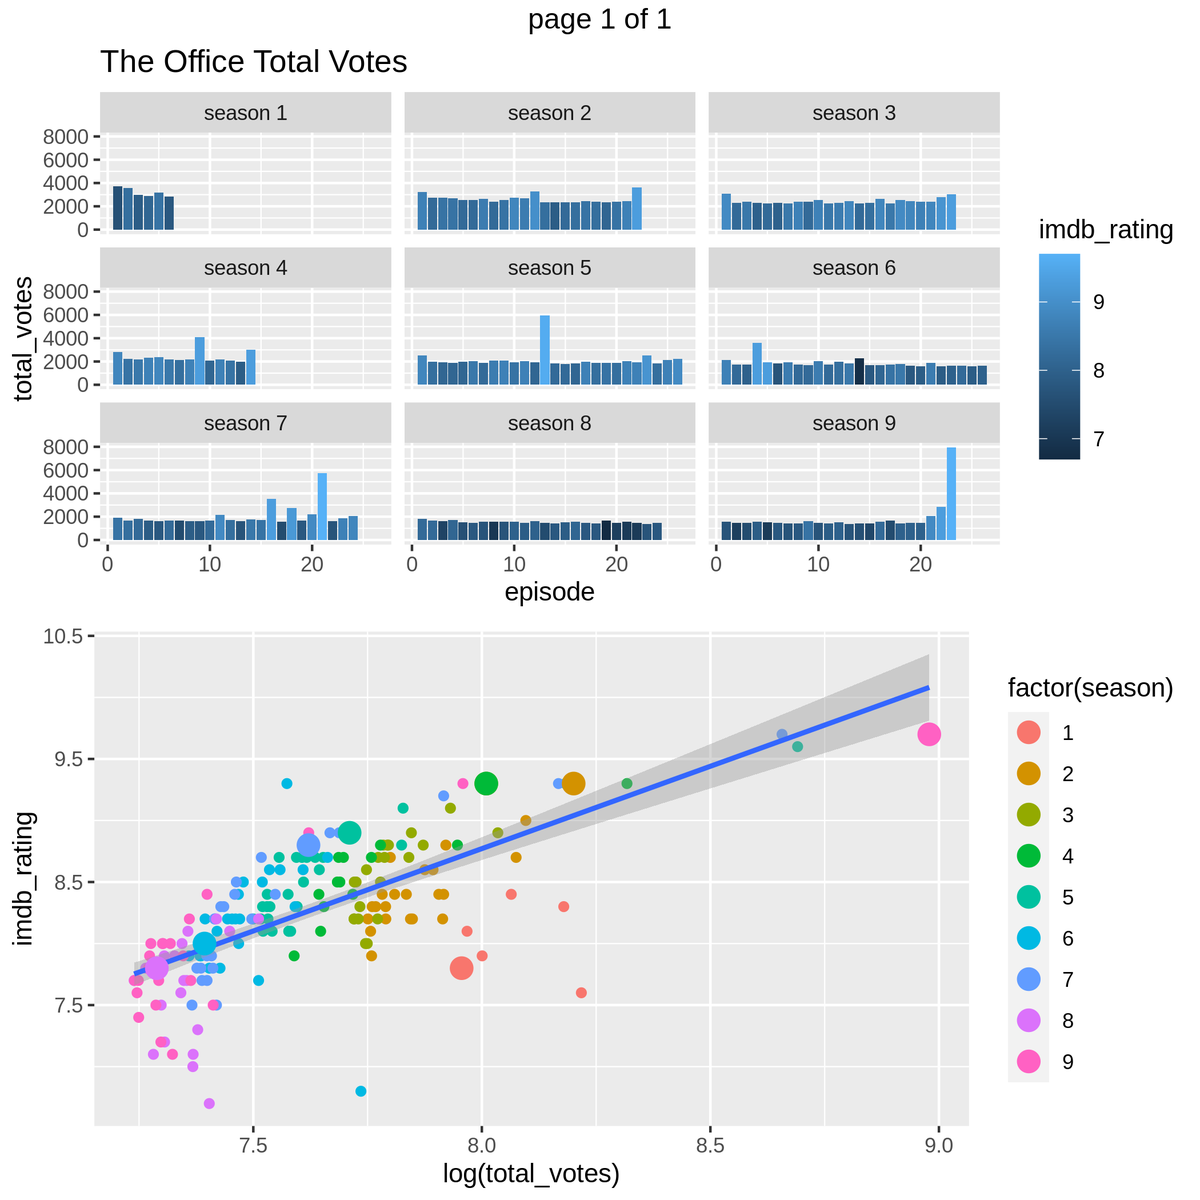 page 1 of 1
The Office Total Votes
season 1 season 2 season 3
8000
6000
4000
2000
0
season 4 season 5 season 6
8000
6000
4000
2000
0
season 7 season 8 season 9
8000
6000
4000
2000
0
0 10 20 0 10 20 0 10 20
episode
total_votes
imdb_rating
9
8
7
10.5
9.5
8.5
7.5
7.5 8.0 8.5 9.0
log(total_votes)
imdb_rating
factor(season)
1
2
3
4
5
6
7
8
9